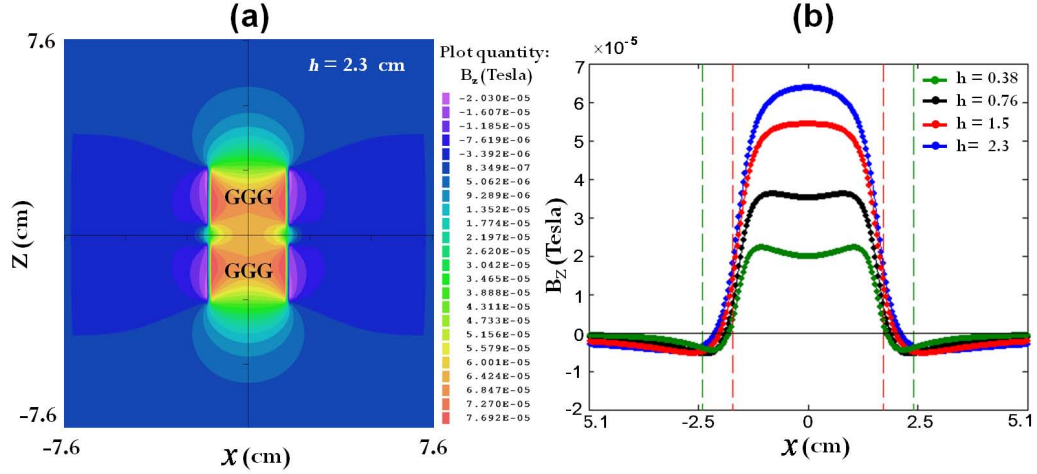 (a)
(b)
7.6
h = 2.3 cm
GGG
GGG
Z (cm)
-7.6
-7.6
7.6
x (cm)
Plot quantity:
Bz (Tesla)
-2.030E-05
-1.607E-05
-1.185E-05
-7.619E-06
-3.392E-06
8.349E-07
5.062E-06
9.289E-06
1.352E-05
1.774E-05
2.197E-05
2.620E-05
3.042E-05
3.465E-05
3.888E-05
4.311E-05
4.733E-05
5.156E-05
5.579E-05
6.001E-05
6.424E-05
6.847E-05
7.270E-05
7.692E-05
×10⁻⁵
7
6
5
4
3
2
1
0
-1
-2
BZ (Tesla)
h = 0.38
h = 0.76
h = 1.5
h= 2.3
5.1
-2.5
0
2.5
5.1
x (cm)